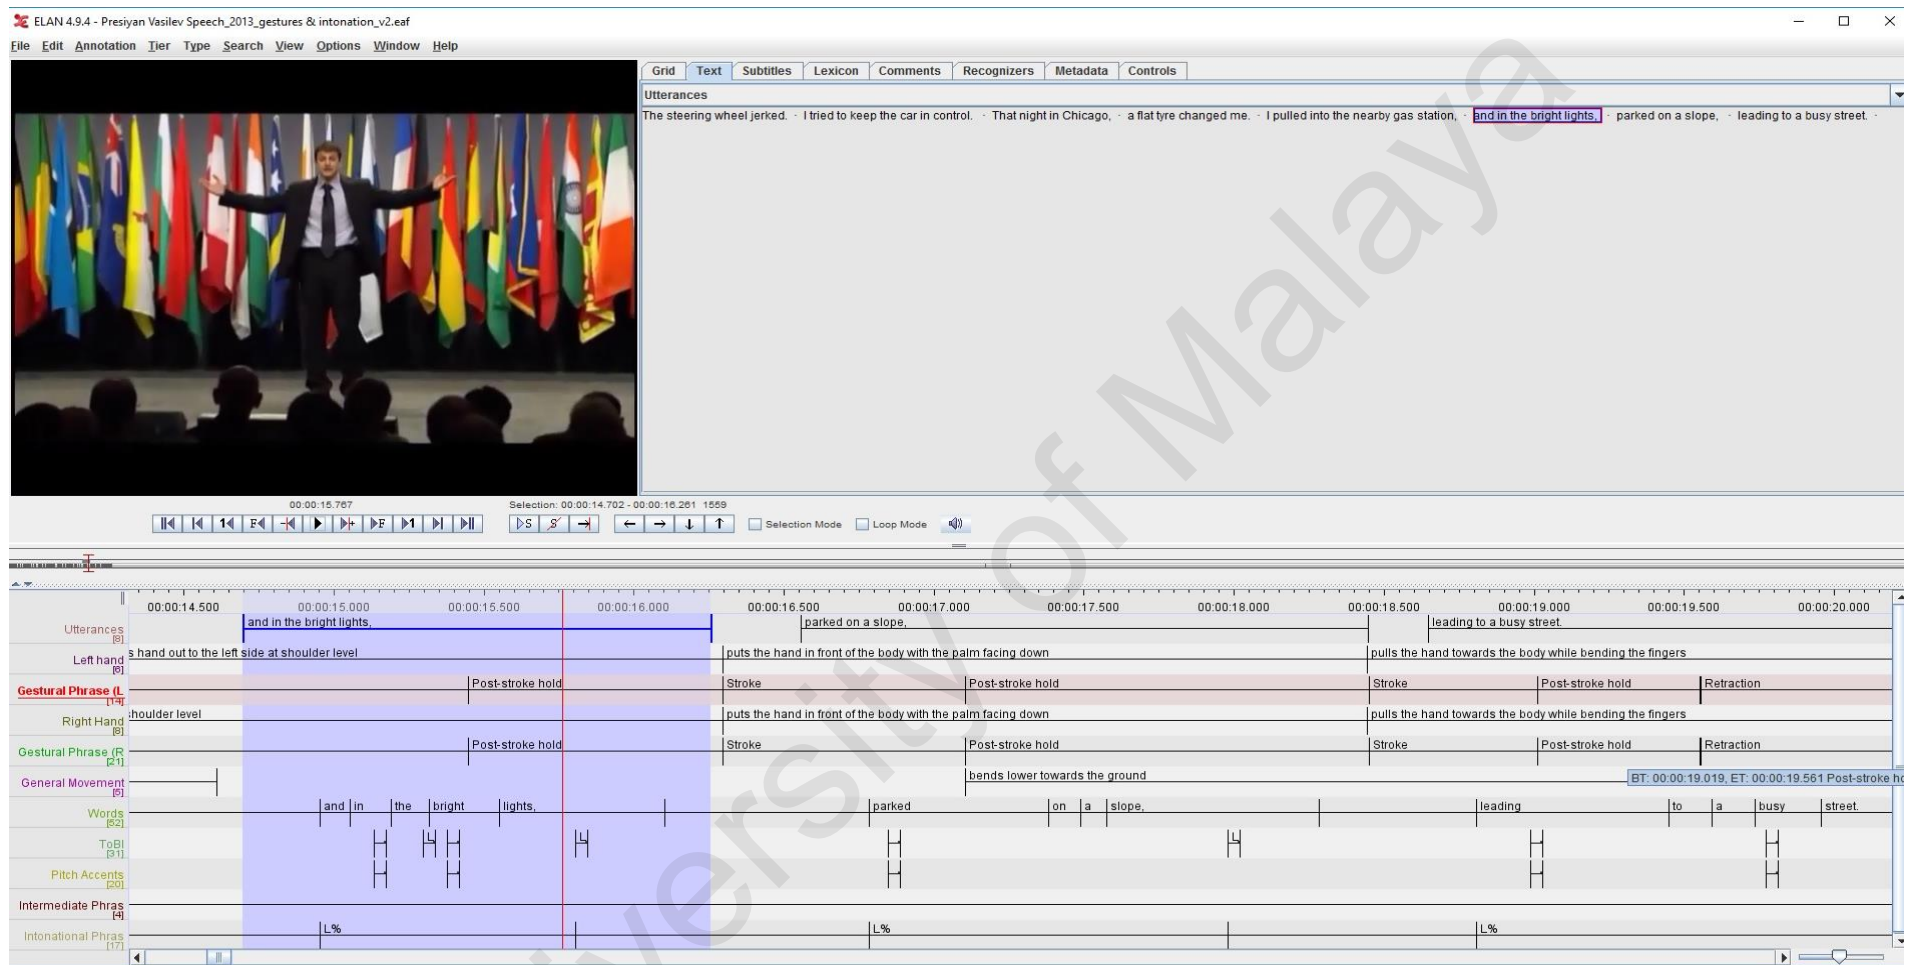 ELAN 4.9.4 - Presiyan Vasilev Speech_2013_gestures & intonation_v2.eaf
File Edit Annotation Tier Type Search View Options Window Help
Grid Text Subtitles Lexicon Comments Recognizers Metadata Controls
Utterances
The steering wheel jerked. · I tried to keep the car in control. · That night in Chicago, · a flat tyre changed me. · I pulled into the nearby gas station, · and in the bright lights, · parked on a slope, · leading to a busy street. ·
00:00:15.767
Selection: 00:00:14.702 - 00:00:16.261 1559
Selection Mode Loop Mode
00:00:14.500 00:00:15.000 00:00:15.500 00:00:16.000 00:00:16.500 00:00:17.000 00:00:17.500 00:00:18.000 00:00:18.500 00:00:19.000 00:00:19.500 00:00:20.000
Utterances [8] and in the bright lights, parked on a slope, leading to a busy street.
Left hand [6] s hand out to the left side at shoulder level puts the hand in front of the body with the palm facing down pulls the hand towards the body while bending the fingers
Gestural Phrase (L [14] Post-stroke hold Stroke Post-stroke hold Stroke Post-stroke hold Retraction
Right Hand [8] shoulder level puts the hand in front of the body with the palm facing down pulls the hand towards the body while bending the fingers
Gestural Phrase (R [21] Post-stroke hold Stroke Post-stroke hold Stroke Post-stroke hold Retraction
General Movement [5] bends lower towards the ground BT: 00:00:19.019, ET: 00:00:19.561 Post-stroke ho
Words [52] and in the bright lights, parked on a slope, leading to a busy street.
ToBI [31]
Pitch Accents [20]
Intermediate Phras [4]
Intonational Phras [17] L% L% L%
University of Malaya